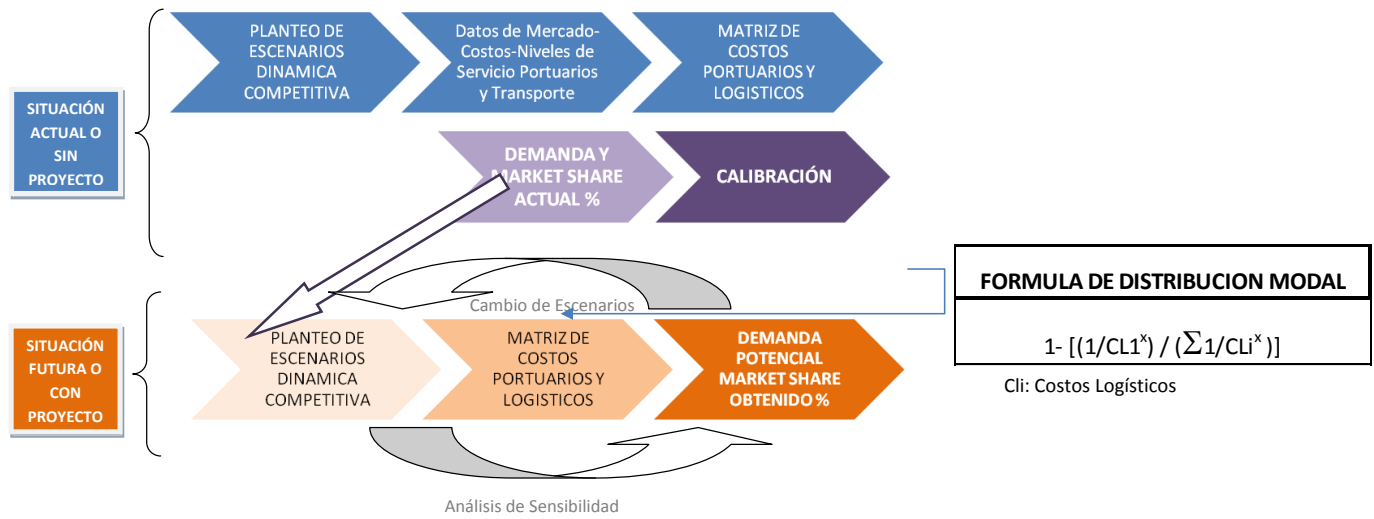 SITUACIÓN
ACTUAL O
SIN
PROYECTO
PLANTEO DE
ESCENARIOS
DINAMICA
COMPETITIVA
Datos de Mercado-
Costos-Niveles de
Servicio Portuarios
y Transporte
MATRIZ DE
COSTOS
PORTUARIOS Y
LOGISTICOS
DEMANDA Y
MARKET SHARE
ACTUAL %
CALIBRACIÓN
FORMULA DE DISTRIBUCION MODAL
1- [(1/CL1^x) / (∑1/CLi^x )]
Cli: Costos Logísticos
Cambio de Escenarios
SITUACIÓN
FUTURA O
CON
PROYECTO
PLANTEO DE
ESCENARIOS
DINAMICA
COMPETITIVA
MATRIZ DE
COSTOS
PORTUARIOS Y
LOGISTICOS
DEMANDA
POTENCIAL
MARKET SHARE
OBTENIDO %
Análisis de Sensibilidad